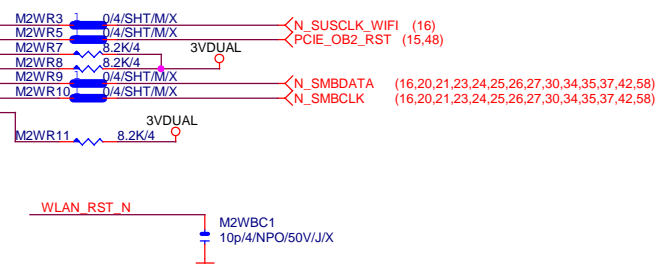 M2WR3 1 0/4/SHT/M/X N_SUSCLK_WIFI (16)
M2WR5 0/4/SHT/M/X PCIE_OB2_RST (15,48)
M2WR7 8.2K/4 3VDUAL
M2WR8 8.2K/4
M2WR9 1 0/4/SHT/M/X N_SMBDATA (16,20,21,23,24,25,26,27,30,34,35,37,42,58)
M2WR10 0/4/SHT/M/X N_SMBCLK (16,20,21,23,24,25,26,27,30,34,35,37,42,58)
3VDUAL
M2WR11 8.2K/4
WLAN_RST_N
M2WBC1
10p/4/NPO/50V/J/X